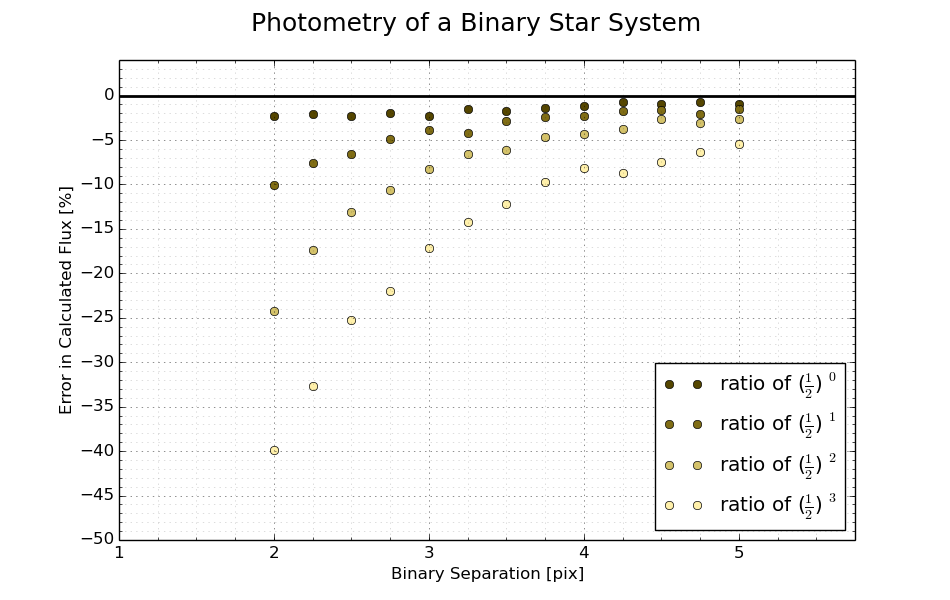 Photometry of a Binary Star System
Error in Calculated Flux [%]
0
−5
−10
−15
−20
−25
−30
−35
−40
−45
−50
1 2 3 4 5
Binary Separation [pix]
ratio of (1/2) 0
ratio of (1/2) 1
ratio of (1/2) 2
ratio of (1/2) 3